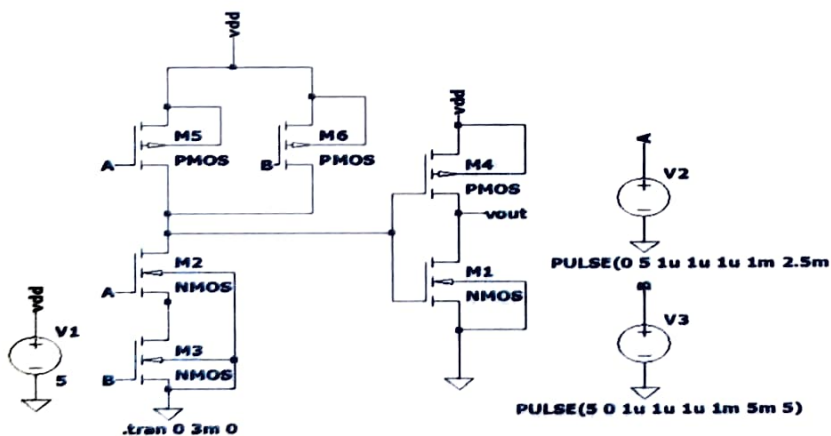 vdd
M5
PMOS
A
M6
PMOS
B
vdd
M4
PMOS
vout
M2
NMOS
A
M3
NMOS
B
M1
NMOS
vdd
V1
5
A
V2
PULSE(0 5 1u 1u 1u 1m 2.5m
B
V3
PULSE(5 0 1u 1u 1u 1m 5m 5)
.tran 0 3m 0